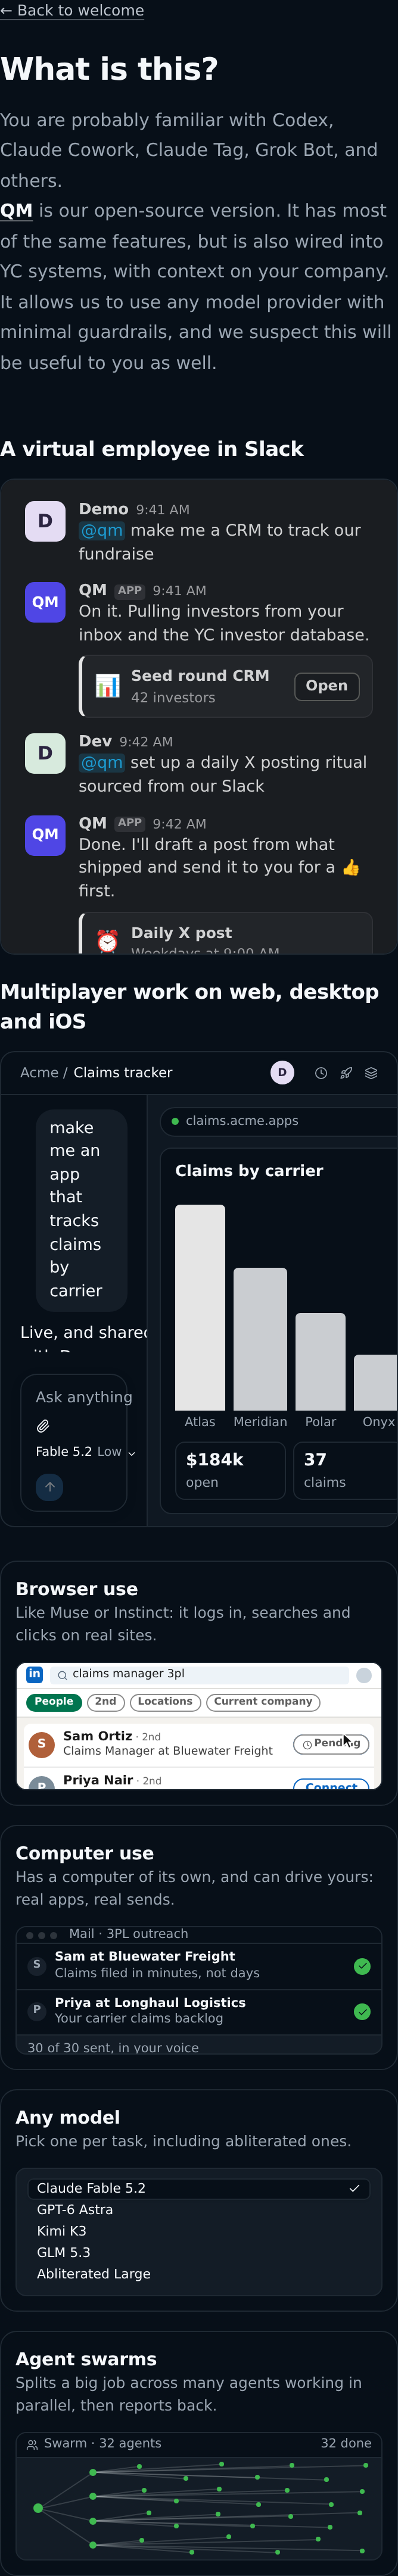 ← Back to welcome
What is this?
You are probably familiar with Codex,
Claude Cowork, Claude Tag, Grok Bot, and
others.
QM is our open-source version. It has most
of the same features, but is also wired into
YC systems, with context on your company.
It allows us to use any model provider with
minimal guardrails, and we suspect this will
be useful to you as well.
A virtual employee in Slack
D
Demo 9:41 AM
@qm make me a CRM to track our
fundraise
QM
QM APP 9:41 AM
On it. Pulling investors from your
inbox and the YC investor database.
Seed round CRM
42 investors
Open
D
Dev 9:42 AM
@qm set up a daily X posting ritual
sourced from our Slack
QM
QM APP 9:42 AM
Done. I'll draft a post from what
shipped and send it to you for a 👍
first.
Daily X post
Weekdays at 9:00 AM
Multiplayer work on web, desktop
and iOS
Acme / Claims tracker
D
make
me an
app
that
tracks
claims
by
carrier
Live, and shared
Ask anything
Fable 5.2 Low
claims.acme.apps
Claims by carrier
Atlas Meridian Polar Onyx
$184k
open
37
claims
Browser use
Like Muse or Instinct: it logs in, searches and
clicks on real sites.
in claims manager 3pl
People 2nd Locations Current company
S
Sam Ortiz · 2nd
Claims Manager at Bluewater Freight
Pending
P
Priya Nair · 2nd
Connect
Computer use
Has a computer of its own, and can drive yours:
real apps, real sends.
Mail · 3PL outreach
S
Sam at Bluewater Freight
Claims filed in minutes, not days
P
Priya at Longhaul Logistics
Your carrier claims backlog
30 of 30 sent, in your voice
Any model
Pick one per task, including abliterated ones.
Claude Fable 5.2
GPT-6 Astra
Kimi K3
GLM 5.3
Abliterated Large
Agent swarms
Splits a big job across many agents working in
parallel, then reports back.
Swarm · 32 agents 32 done